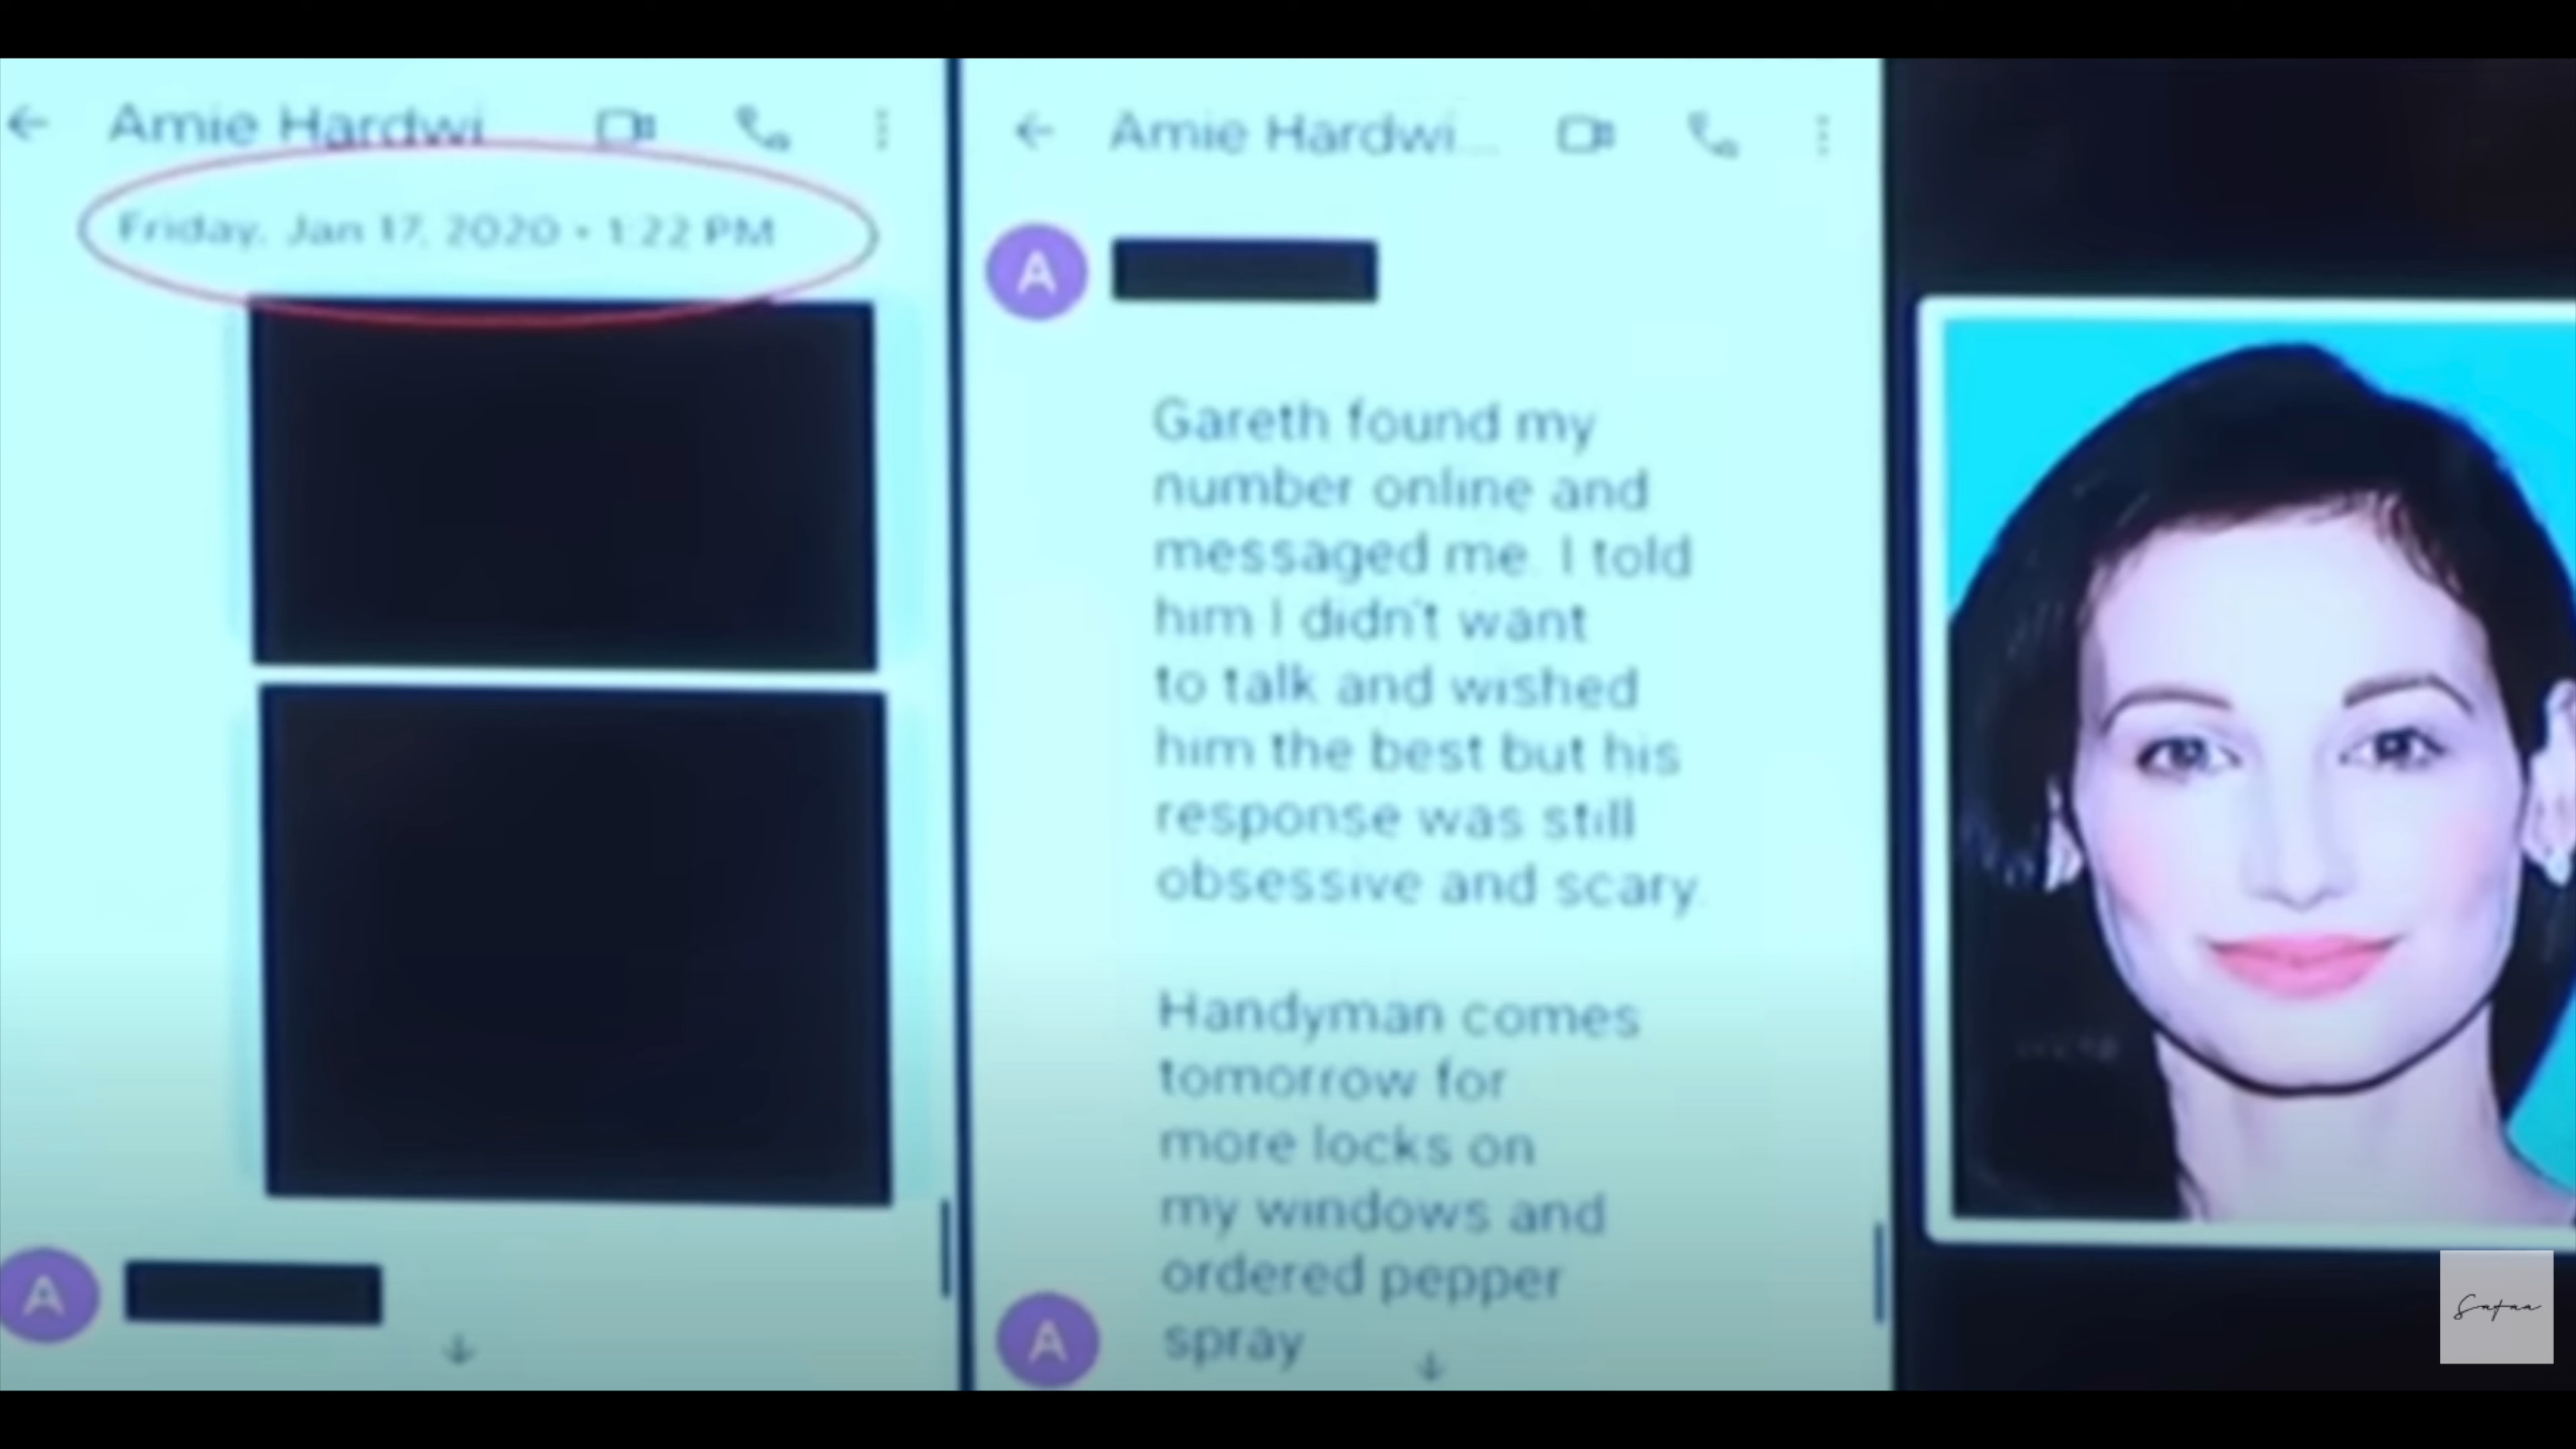 Amie Hardwi
Friday, Jan 17, 2020 • 1:22 PM
A
Amie Hardwi...
A
Gareth found my
number online and
messaged me. I told
him I didn't want
to talk and wished
him the best but his
response was still
obsessive and scary.
Handyman comes
tomorrow for
more locks on
my windows and
ordered pepper
spray
A